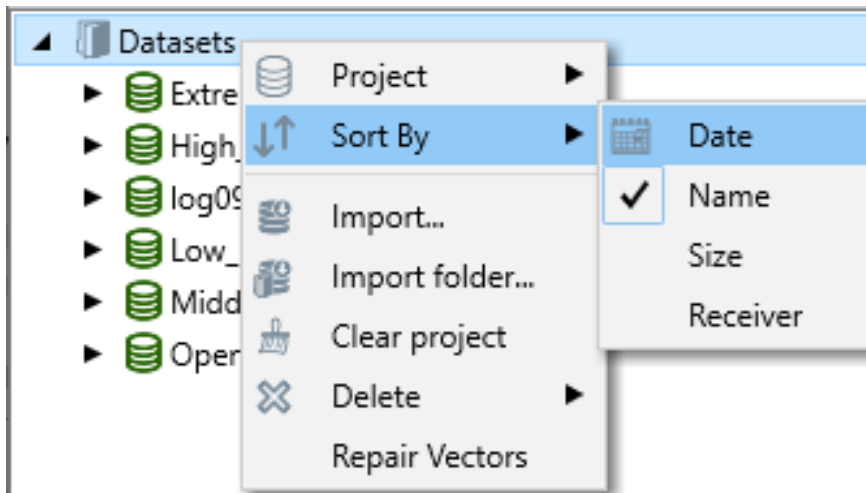 Datasets
Extre
High_
log09
Low_
Midd
Oper
Project
Sort By
Import...
Import folder...
Clear project
Delete
Repair Vectors
Date
Name
Size
Receiver